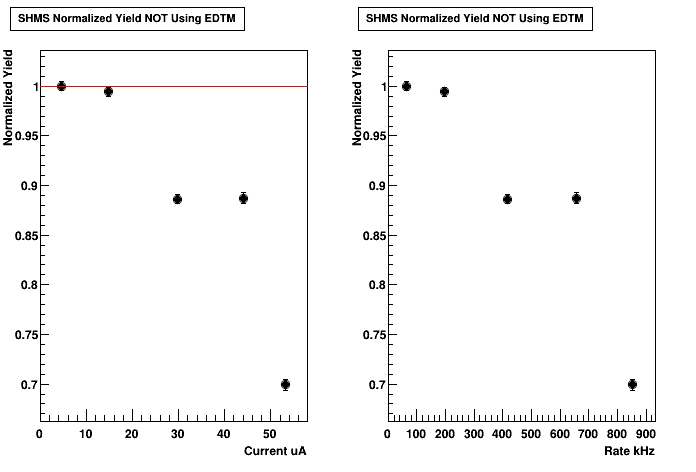 SHMS Normalized Yield NOT Using EDTM
Normalized Yield
1
0.95
0.9
0.85
0.8
0.75
0.7
0 10 20 30 40 50
Current uA
SHMS Normalized Yield NOT Using EDTM
Normalized Yield
1
0.95
0.9
0.85
0.8
0.75
0.7
0 100 200 300 400 500 600 700 800 900
Rate kHz